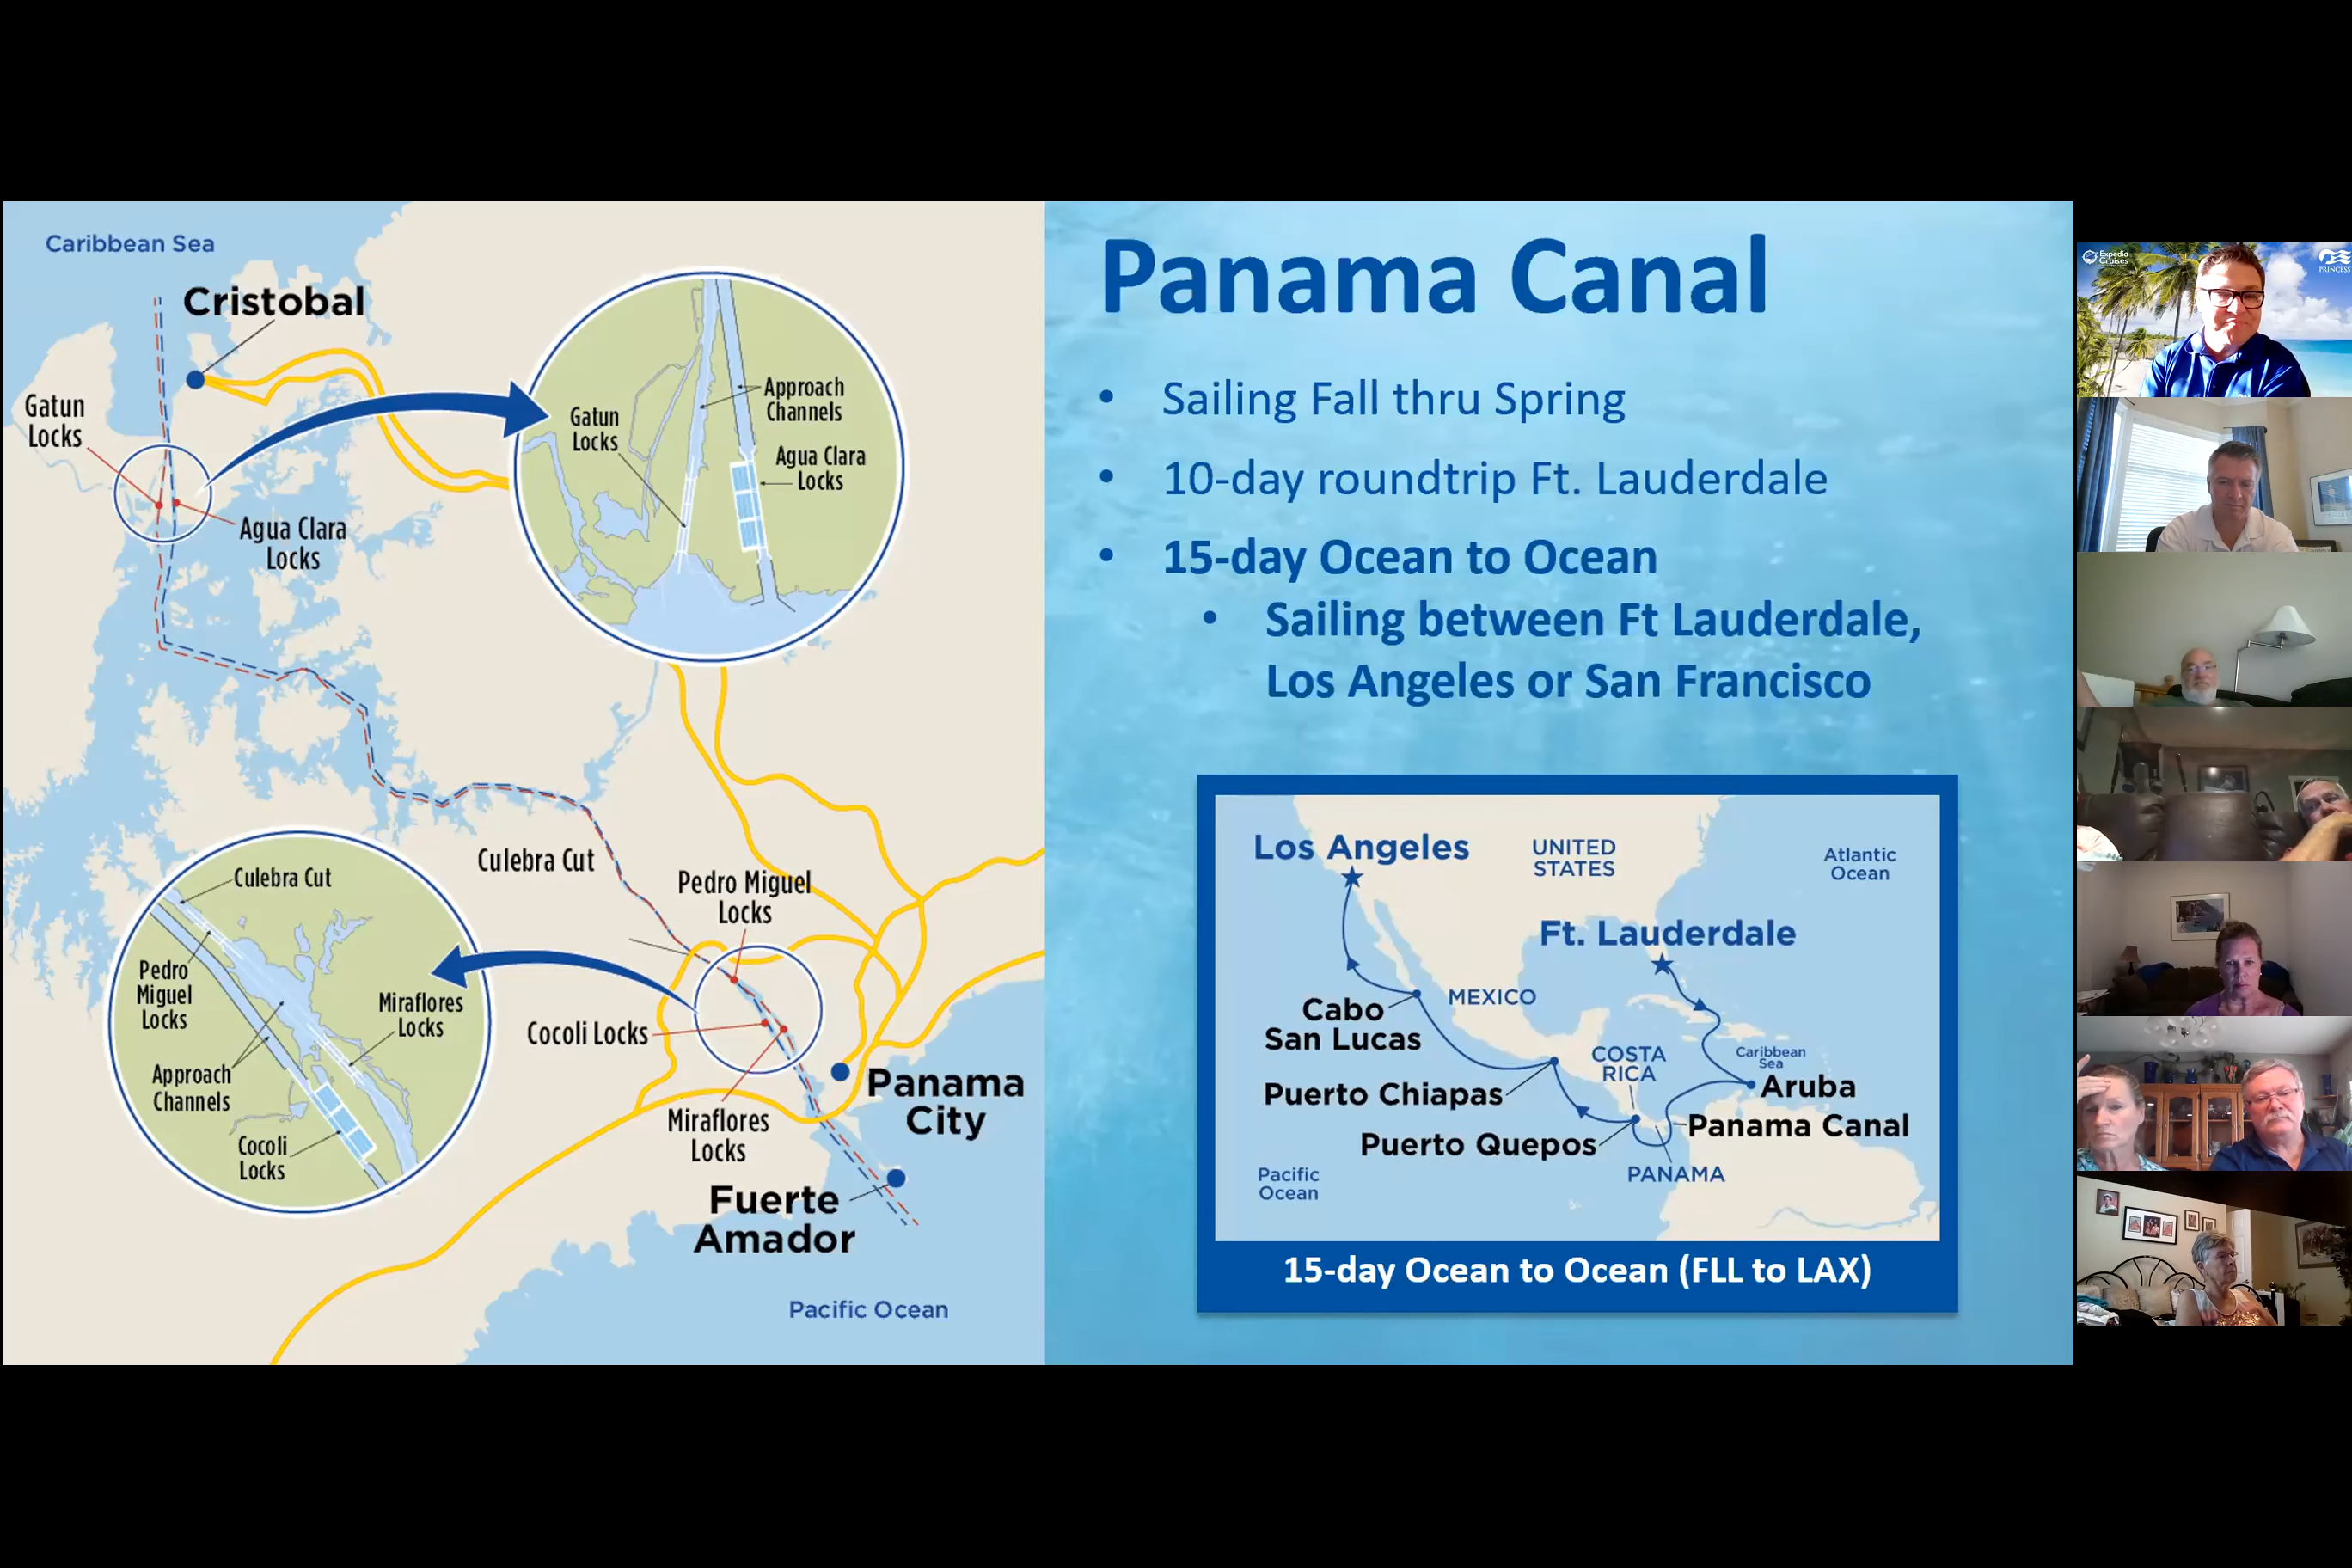 Caribbean Sea
Cristobal
Gatun
Locks
Agua Clara
Locks
Approach
Channels
Gatun
Locks
Agua Clara
Locks
Culebra Cut
Pedro Miguel
Locks
Culebra Cut
Pedro
Miguel
Locks
Miraflores
Locks
Approach
Channels
Cocoli
Locks
Cocoli Locks
Miraflores
Locks
Panama
City
Fuerte
Amador
Pacific Ocean
Panama Canal
• Sailing Fall thru Spring
• 10-day roundtrip Ft. Lauderdale
• 15-day Ocean to Ocean
• Sailing between Ft Lauderdale,
Los Angeles or San Francisco
Los Angeles
UNITED
STATES
Atlantic
Ocean
Ft. Lauderdale
Cabo
San Lucas
MEXICO
COSTA
RICA
Caribbean
Sea
Puerto Chiapas
Aruba
Panama Canal
Puerto Quepos
PANAMA
Pacific
Ocean
15-day Ocean to Ocean (FLL to LAX)
Expedia
Cruises
PRINCESS